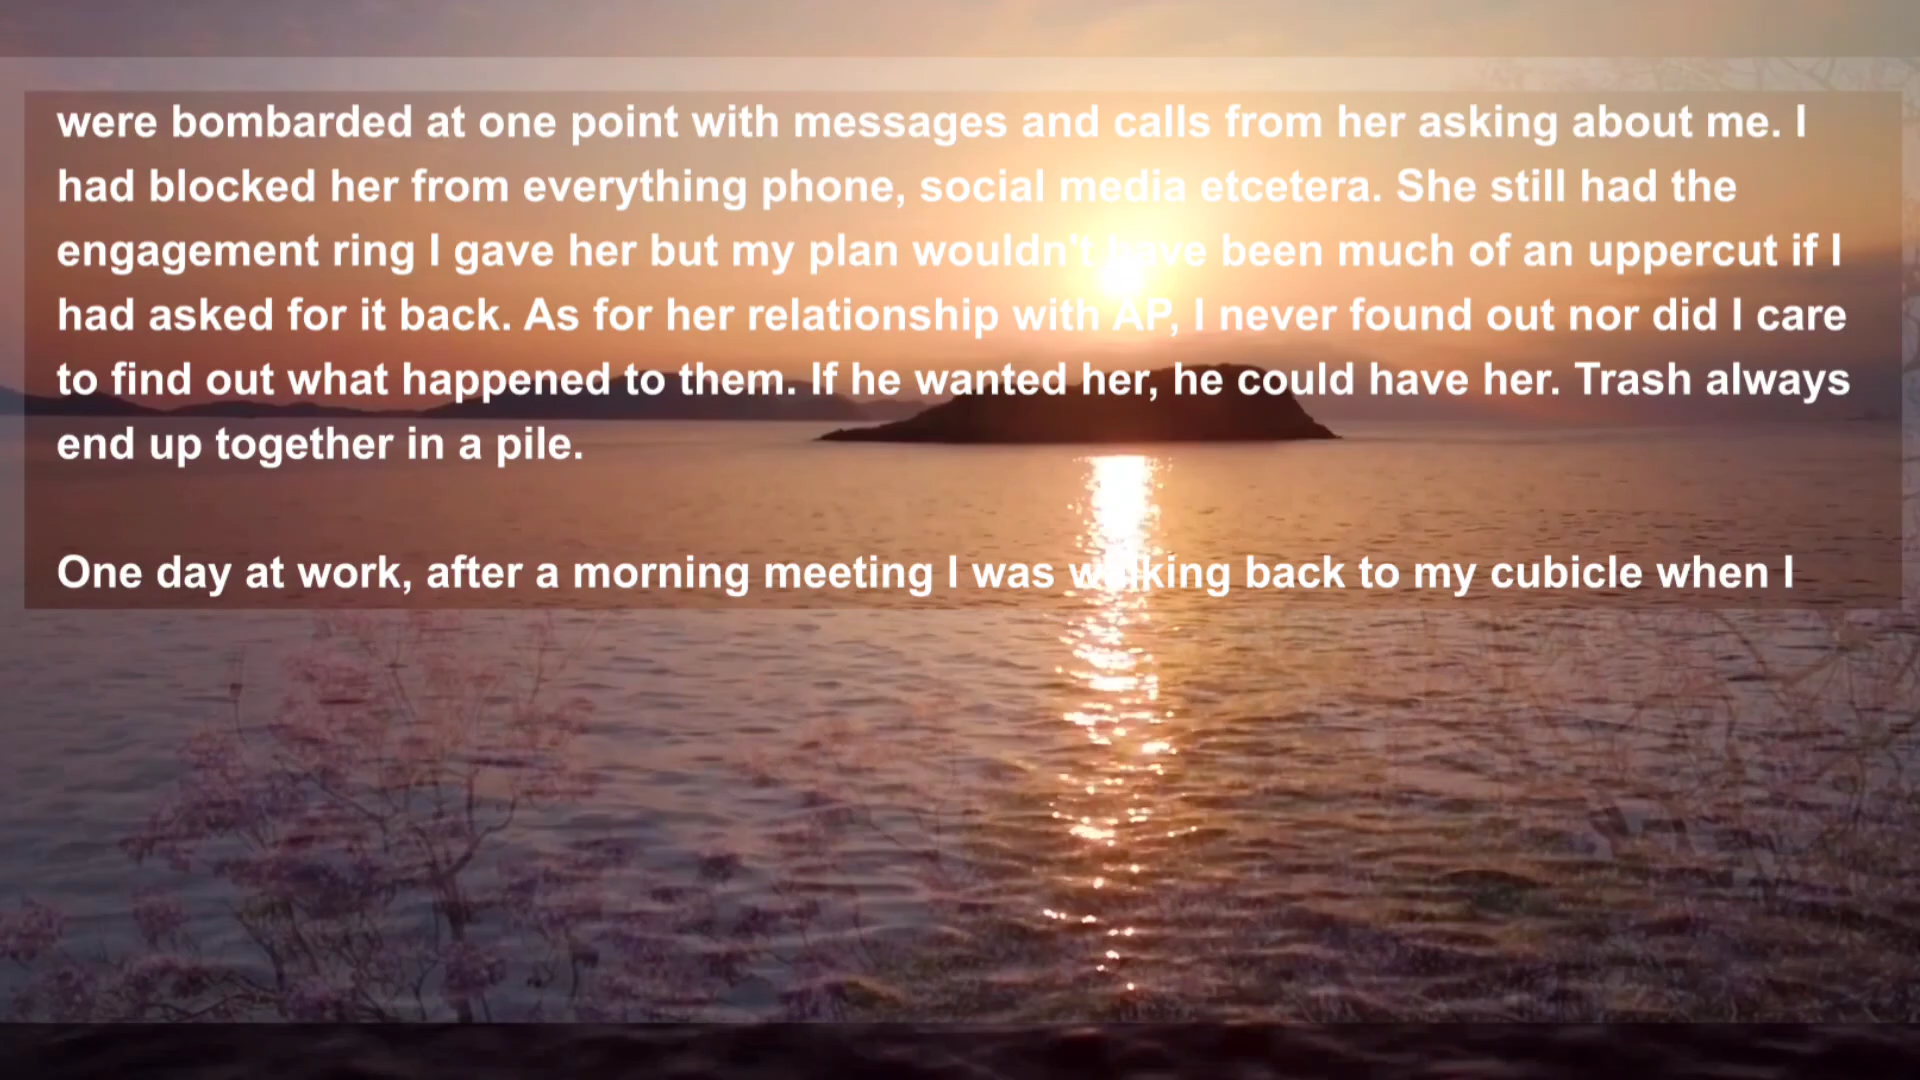 were bombarded at one point with messages and calls from her asking about me. I
had blocked her from everything phone, social media etcetera. She still had the
engagement ring I gave her but my plan wouldn't have been much of an uppercut if I
had asked for it back. As for her relationship with AP, I never found out nor did I care
to find out what happened to them. If he wanted her, he could have her. Trash always
end up together in a pile.
One day at work, after a morning meeting I was walking back to my cubicle when I